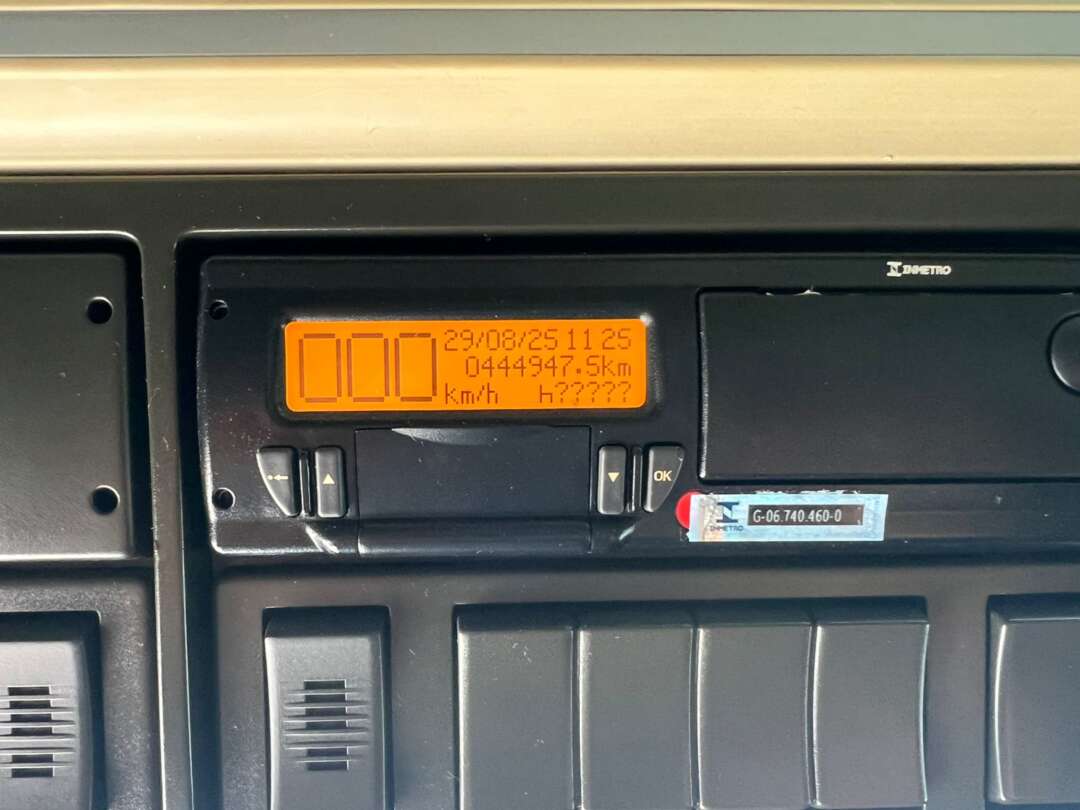 INMETRO
000 29/08/25 11 25
0444947.5km
km/h h?????
OK
INMETRO
G-06.740.460-0